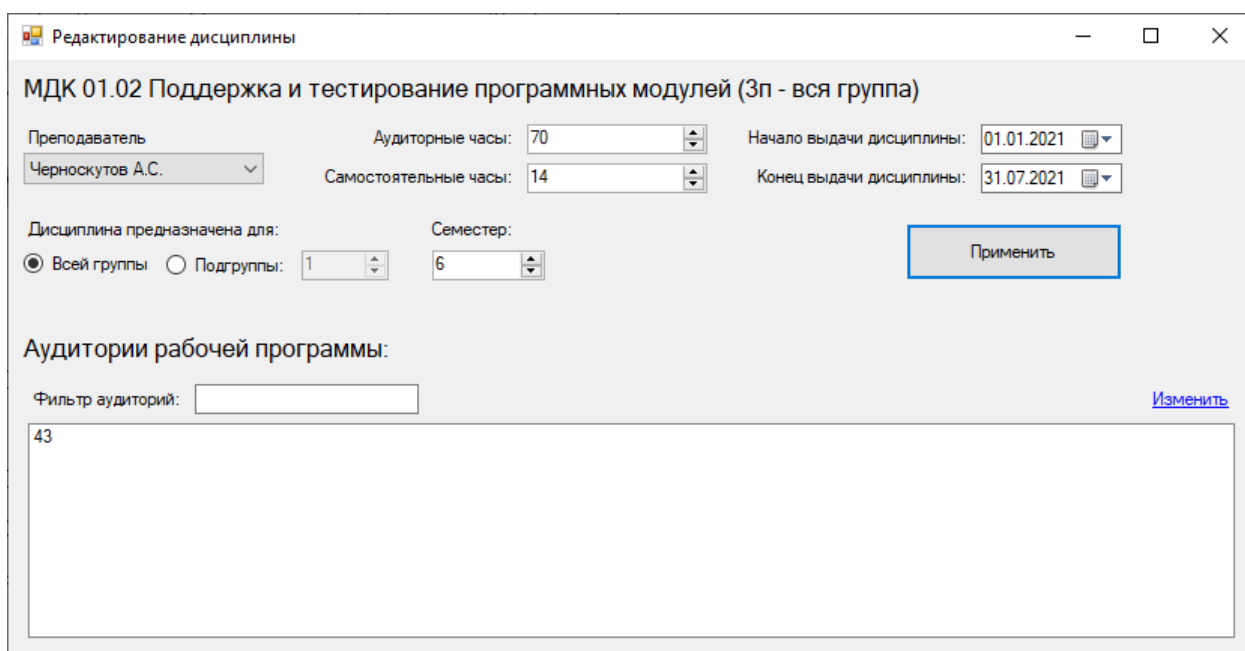 Редактирование дисциплины
МДК 01.02 Поддержка и тестирование программных модулей (3п - вся группа)
Преподаватель
Аудиторные часы: 70
Начало выдачи дисциплины: 01.01.2021
Черноскутов А.С.
Самостоятельные часы: 14
Конец выдачи дисциплины: 31.07.2021
Дисциплина предназначена для:
Семестр:
Всей группы Подгруппы: 1
6
Применить
Аудитории рабочей программы:
Фильтр аудиторий:
Изменить
43